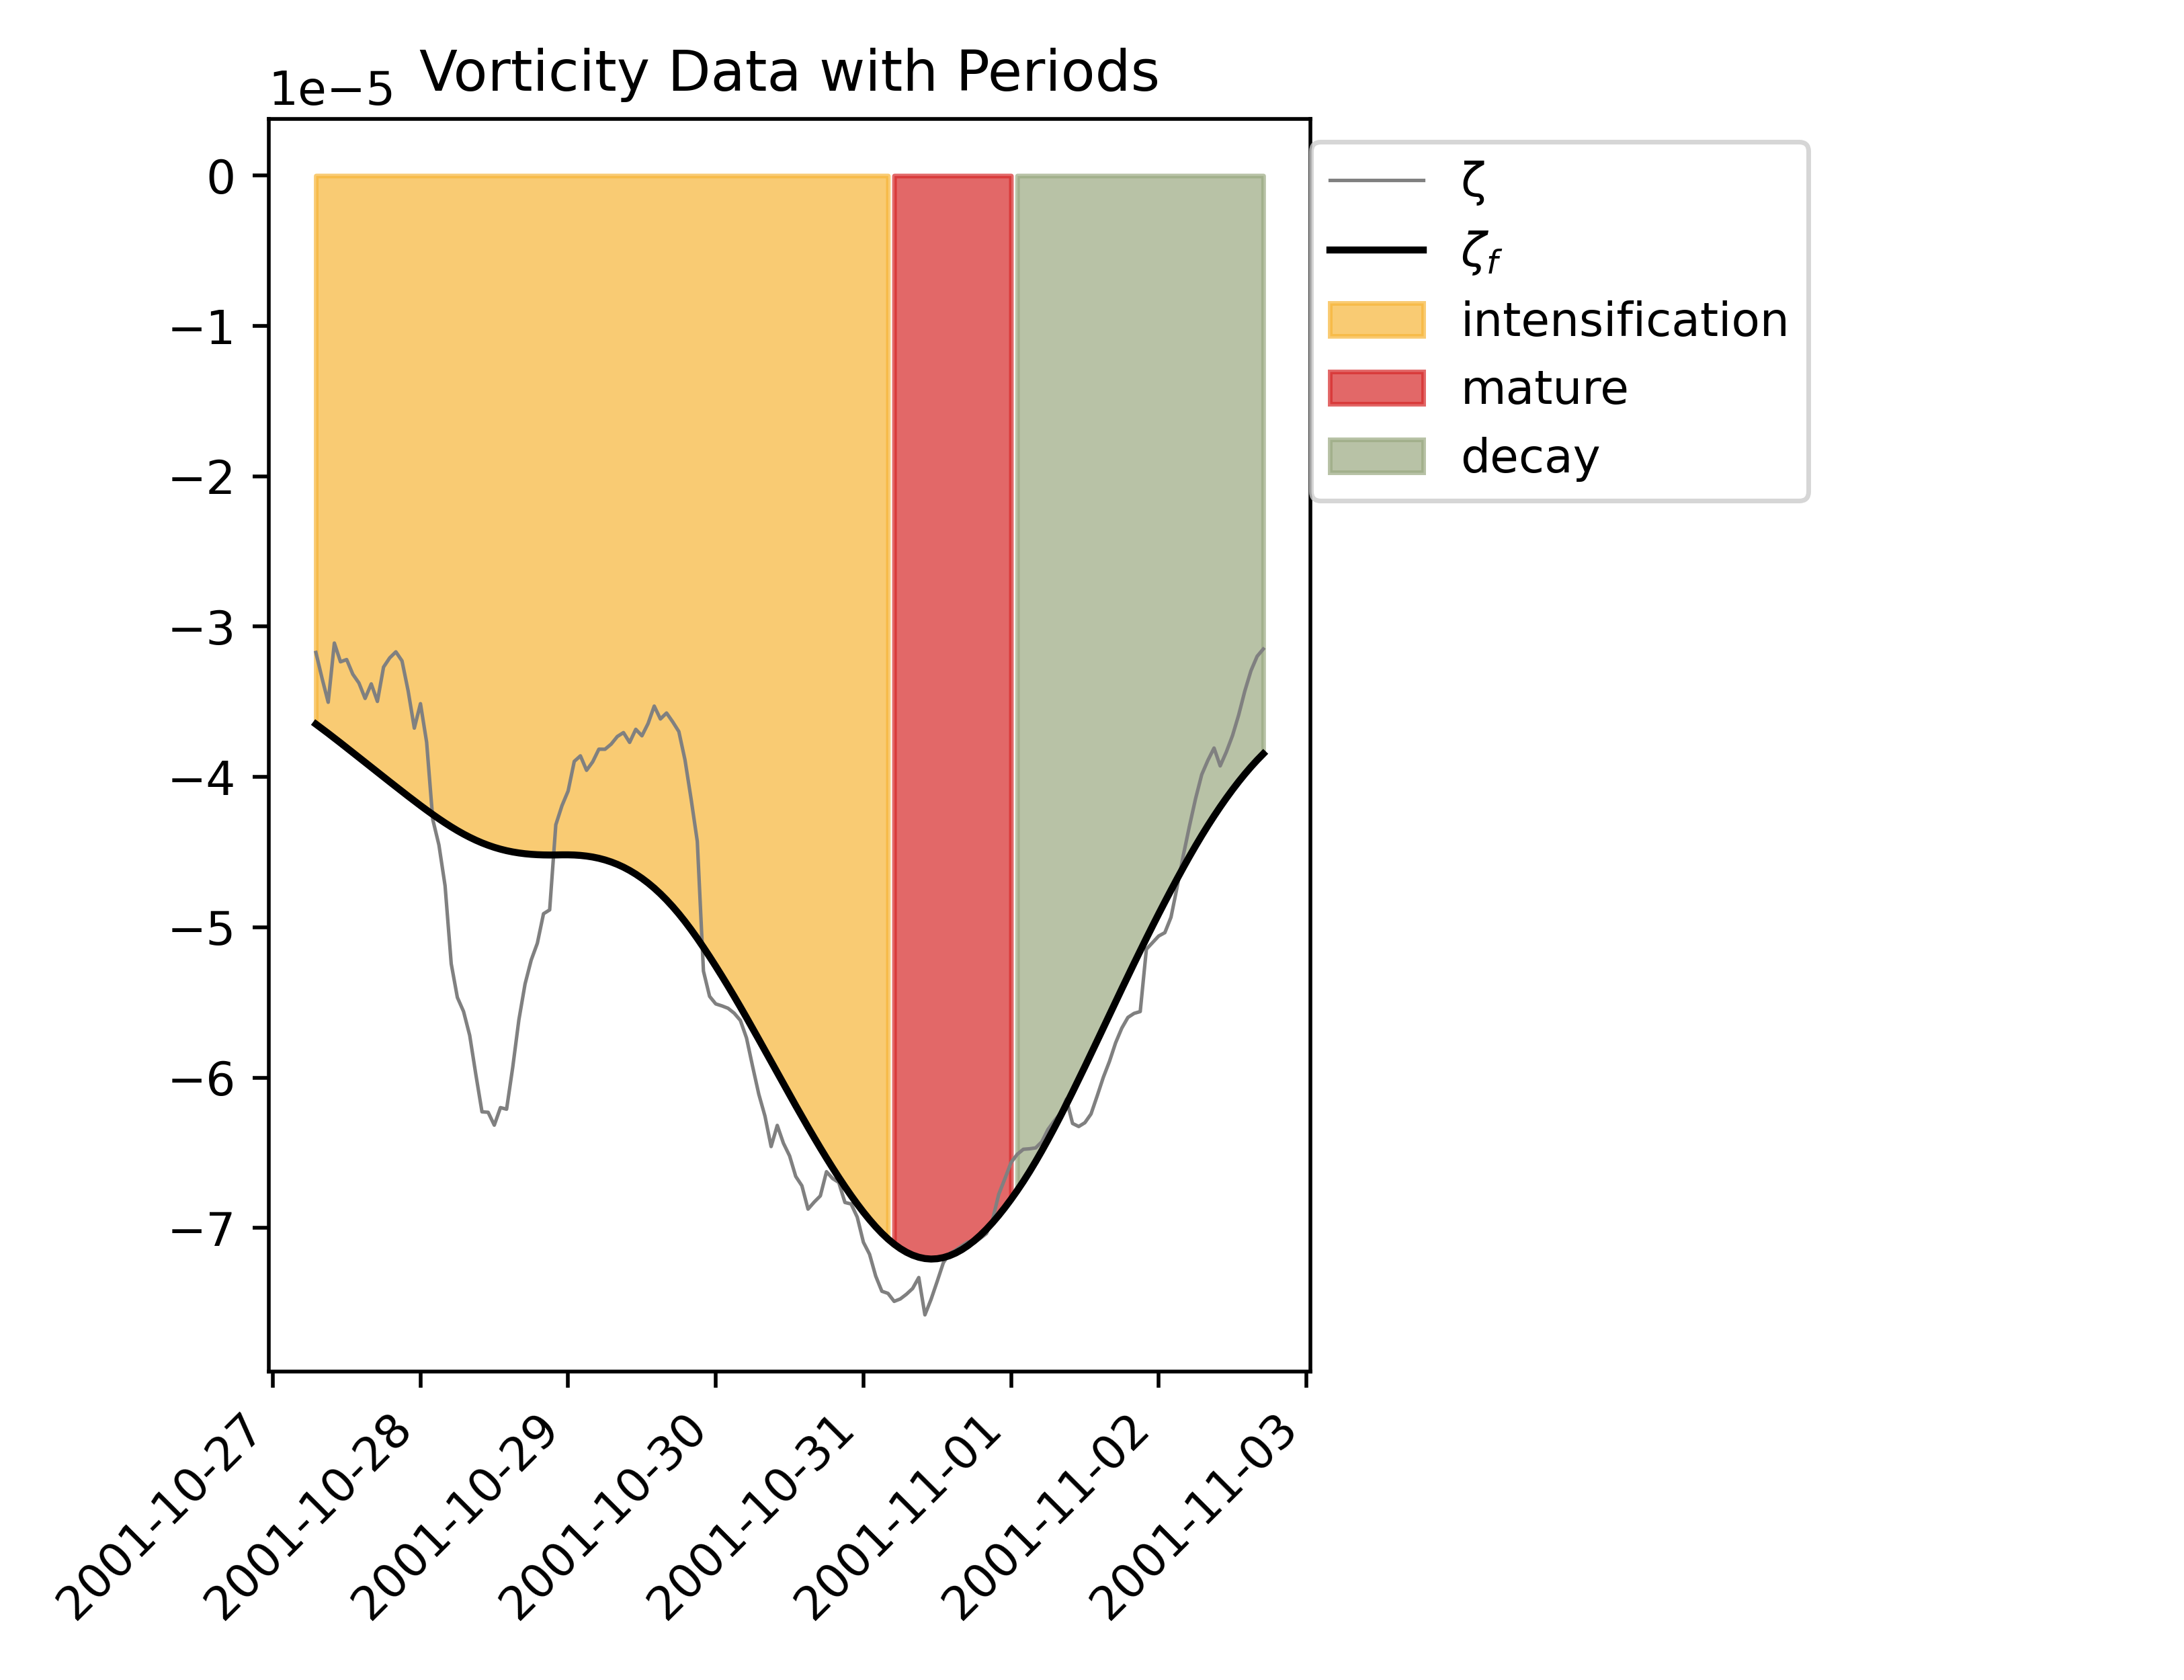 Vorticity Data with Periods
1e−5
0
−1
−2
−3
−4
−5
−6
−7
2001-10-27
2001-10-28
2001-10-29
2001-10-30
2001-10-31
2001-11-01
2001-11-02
2001-11-03
ζ
ζf
intensification
mature
decay